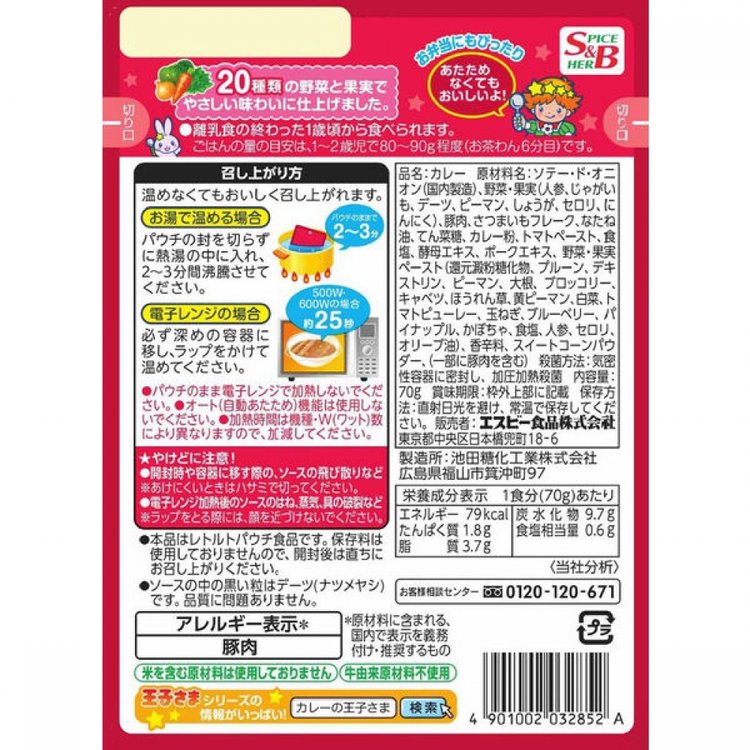 お弁当にもぴったり
S&B
SPICE
HERB
20種類の野菜と果実で
やさしい味わいに仕上げました。
あたため
なくても
おいしいよ!
切り口
切り口
●離乳食の終わった1歳頃から食べられます。
ごはんの量の目安は、1〜2歳児で80〜90g程度(お茶わん6分目)です。
召し上がり方
温めなくてもおいしく召し上がれます。
お湯で温める場合
パウチの封を切らず
に熱湯の中に入れ、
2〜3分間沸騰させて
ください。
パウチのままで
2〜3分
電子レンジの場合
必ず深めの容器に
移し、ラップをかけて
温めてください。
500W・
600Wの場合
約25秒
●パウチのまま電子レンジで加熱しないでくだ
さい。●オート(自動あたため)機能は使用しな
いでください。●加熱時間は機種・W(ワット)数
により異なりますので、加減してください。
★やけどに注意!
●開封時や容器に移す際の、ソースの飛び散りなど
※あけにくいときはハサミで切ってください。
●電子レンジ加熱後のソースのはね、蒸気、具の破裂など
※ラップをとる際には、顔を近づけないでください。
●本品はレトルトパウチ食品です。保存料は
使用しておりませんので、開封後は直ちに
お召し上がりください。
●ソースの中の黒い粒はデーツ(ナツメヤシ)
です。品質に問題ありません。
品名:カレー 原材料名:ソテー・ド・オニ
オン(国内製造)、野菜・果実(人参、じゃがい
も、デーツ、ピーマン、しょうが、セロリ、に
んにく)、豚肉、さつまいもフレーク、なたね
油、てん菜糖、カレー粉、トマトペースト、食
塩、酵母エキス、ポークエキス、野菜・果実
ペースト(還元澱粉糖化物、プルーン、デキ
ストリン、ピーマン、大根、ブロッコリー、
キャベツ、ほうれん草、黄ピーマン、白菜、ト
マトピューレー、玉ねぎ、ブルーベリー、パ
イナップル、かぼちゃ、食塩、人参、セロリ、
オリーブ油)、香辛料、スイートコーンパウ
ダー、(一部に豚肉を含む) 殺菌方法:気密
性容器に密封し、加圧加熱殺菌 内容量:
70g 賞味期限:枠外上部に記載 保存方
法:直射日光を避け、常温で保存してくだ
さい。販売者:エスビー食品株式会社
東京都中央区日本橋兜町18-6
製造所:池田糖化工業株式会社
広島県福山市箕沖町97
栄養成分表示 1食分(70g)あたり
エネルギー 79kcal
たんぱく質 1.8g
脂質 3.7g
炭水化物 9.7g
食塩相当量 0.6g
〈当社分析〉
お客様相談センター 0120-120-671
アレルギー表示*
豚肉
*原材料に含まれる、
国内で表示を義務
付け・推奨するもの
プラ
米を含む原材料は使用しておりません
牛由来原材料不使用
王子さまシリーズの
情報がいっぱい!
カレーの王子さま
検索
4 901002 032852 A